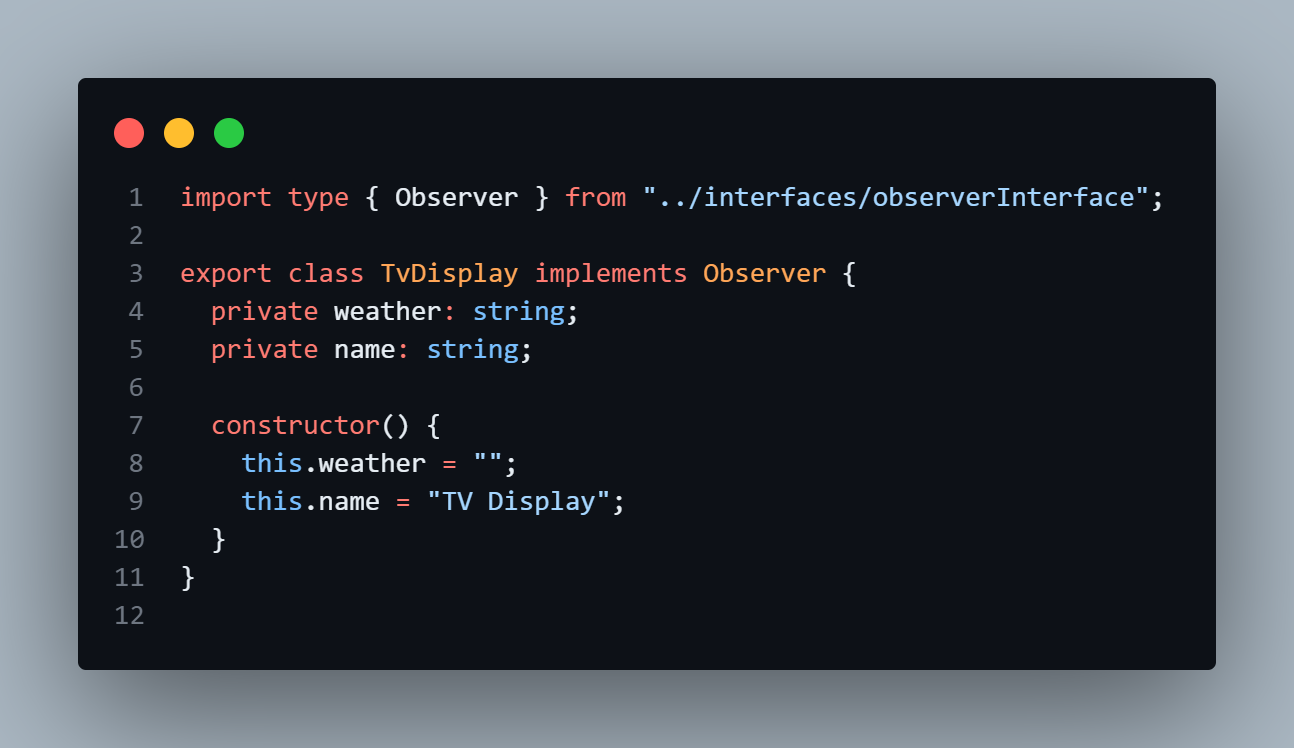 1 import type { Observer } from "../interfaces/observerInterface";
2
3 export class TvDisplay implements Observer {
4   private weather: string;
5   private name: string;
6
7   constructor() {
8     this.weather = "";
9     this.name = "TV Display";
10   }
11 }
12